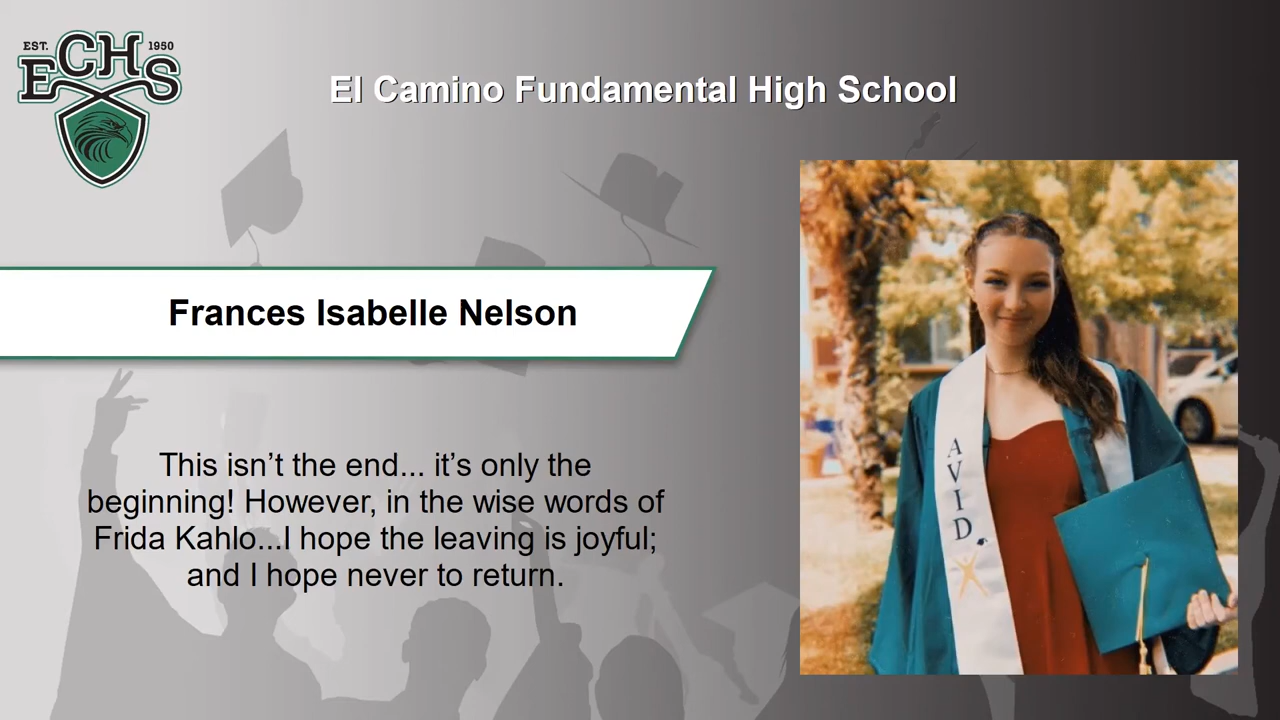 EST. 1950
ECHS
El Camino Fundamental High School
Frances Isabelle Nelson
This isn’t the end... it’s only the
beginning! However, in the wise words of
Frida Kahlo...I hope the leaving is joyful;
and I hope never to return.
AVID